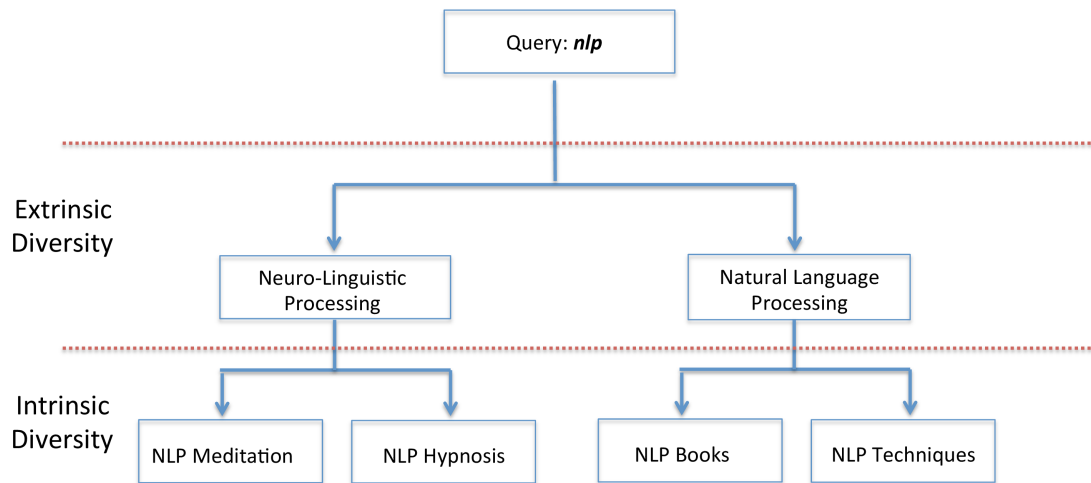 Query: nlp
Extrinsic
Diversity
Neuro-Linguistic
Processing
Natural Language
Processing
Intrinsic
Diversity
NLP Meditation
NLP Hypnosis
NLP Books
NLP Techniques